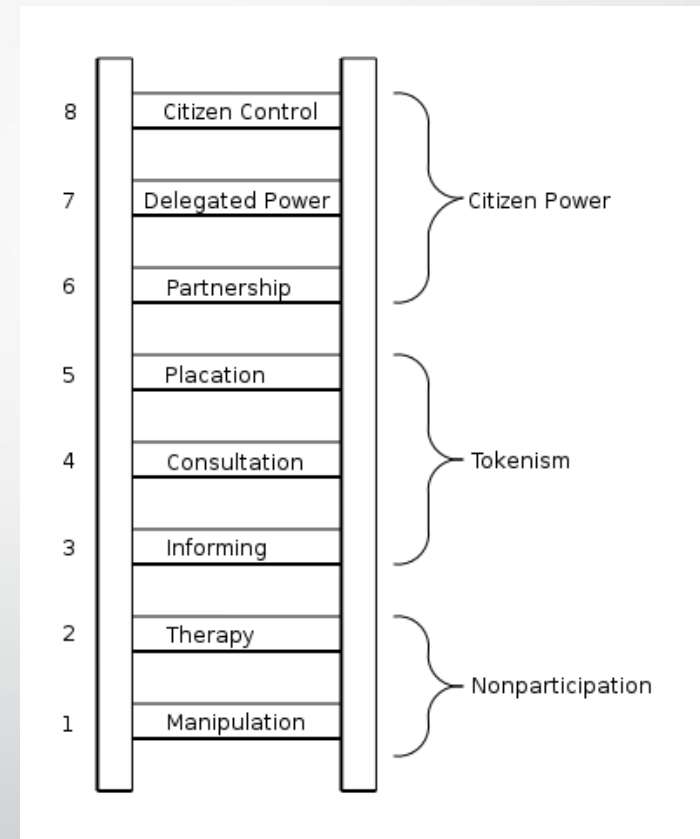 8 Citizen Control
7 Delegated Power Citizen Power
6 Partnership
5 Placation
4 Consultation Tokenism
3 Informing
2 Therapy
Nonparticipation
1 Manipulation